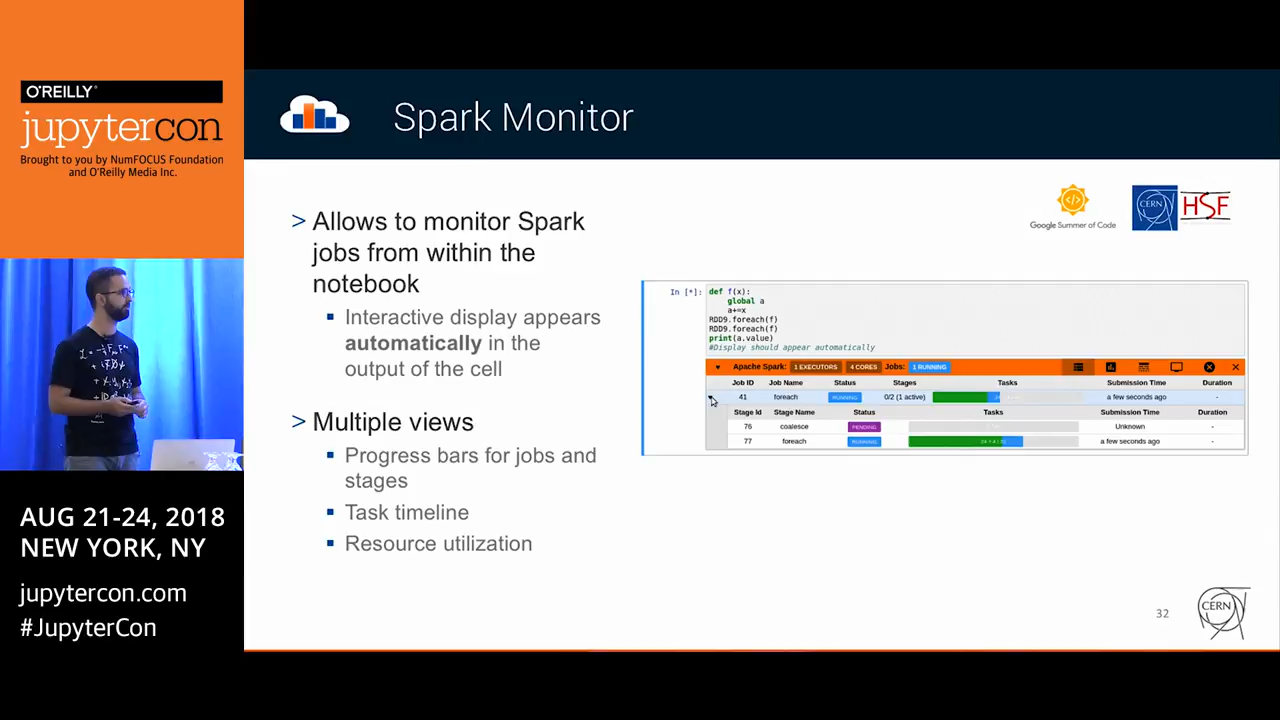 O'REILLY®
jupytercon
Brought to you by NumFOCUS Foundation
and O'Reilly Media Inc.
AUG 21-24, 2018
NEW YORK, NY
jupytercon.com
#JupyterCon
Spark Monitor
> Allows to monitor Spark
jobs from within the
notebook
▪ Interactive display appears
automatically in the
output of the cell
> Multiple views
▪ Progress bars for jobs and
stages
▪ Task timeline
▪ Resource utilization
Google Summer of Code
CERN
HSF
In [*]:
def f(x):
    global a
    a+=x
RDD9.foreach(f)
RDD9.foreach(f)
print(a.value)
#Display should appear automatically
Apache Spark: 1 EXECUTORS 4 CORES Jobs: 1 RUNNING
Job ID Job Name Status Stages Tasks Submission Time Duration
41 foreach RUNNING 0/2 (1 active) a few seconds ago -
Stage Id Stage Name Status Tasks Submission Time Duration
76 coalesce PENDING Unknown -
77 foreach RUNNING a few seconds ago -
32
CERN